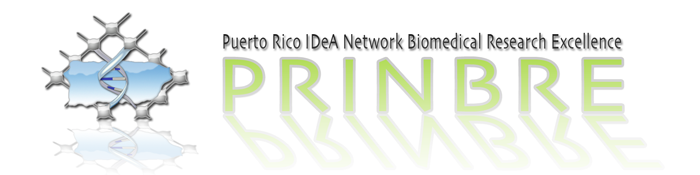 Puerto Rico IDeA Network Biomedical Research Excellence
PRINBRE